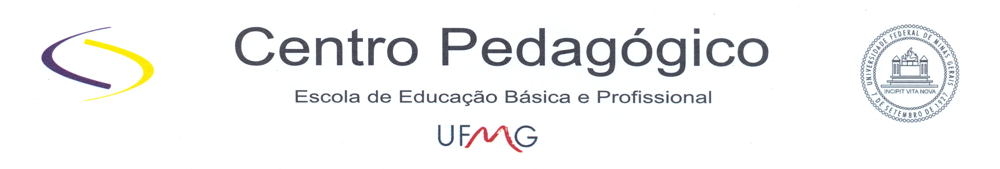 Centro Pedagógico
Escola de Educação Básica e Profissional
UFMG
UNIVERSIDADE FEDERAL DE MINAS GERAIS
INCIPIT VITA NOVA
7 DE SETEMBRO DE 1927